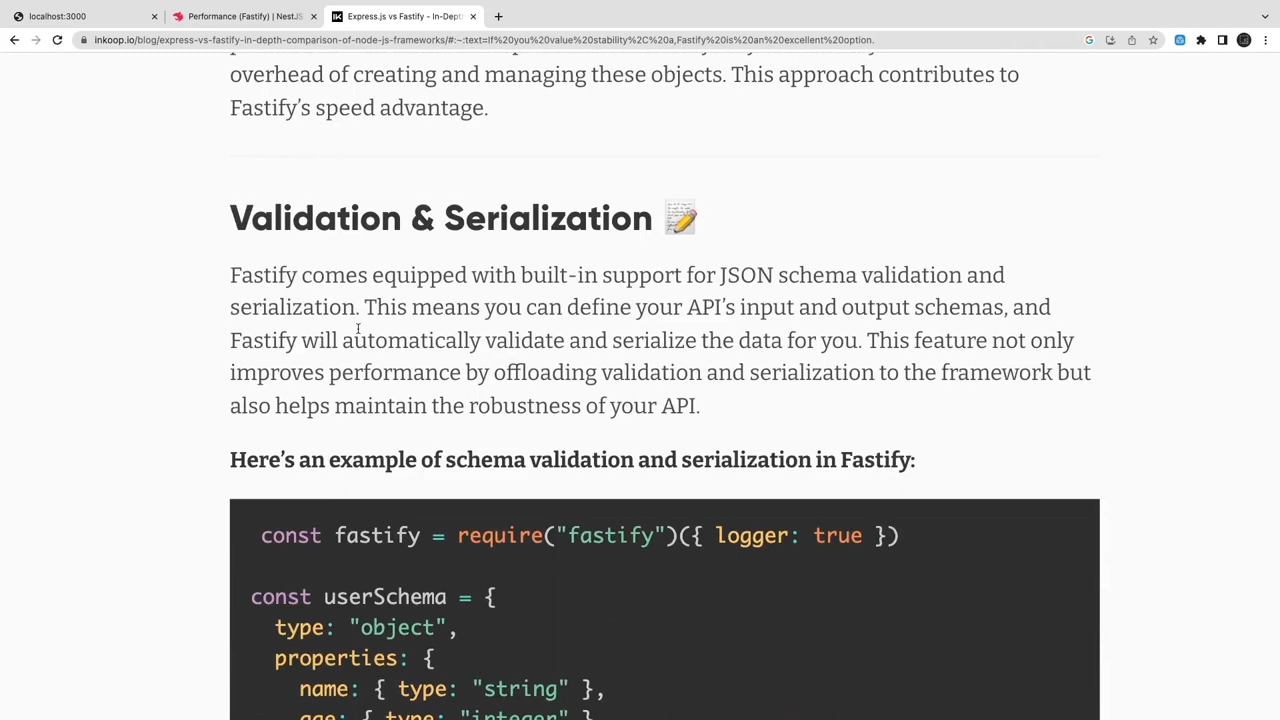 localhost:3000
Performance (Fastify) | NestJS
Express.js vs Fastify - In-Dept
inkoop.io/blog/express-vs-fastify-in-depth-comparison-of-node-js-frameworks/#:~:text=If%20you%20value%20stability%2C%20a,Fastify%20is%20an%20excellent%20option.
overhead of creating and managing these objects. This approach contributes to
Fastify’s speed advantage.
Validation & Serialization
Fastify comes equipped with built-in support for JSON schema validation and
serialization. This means you can define your API’s input and output schemas, and
Fastify will automatically validate and serialize the data for you. This feature not only
improves performance by offloading validation and serialization to the framework but
also helps maintain the robustness of your API.
Here’s an example of schema validation and serialization in Fastify:
const fastify = require("fastify")({ logger: true })
const userSchema = {
type: "object",
properties: {
name: { type: "string" },
age: { type: "integer" }